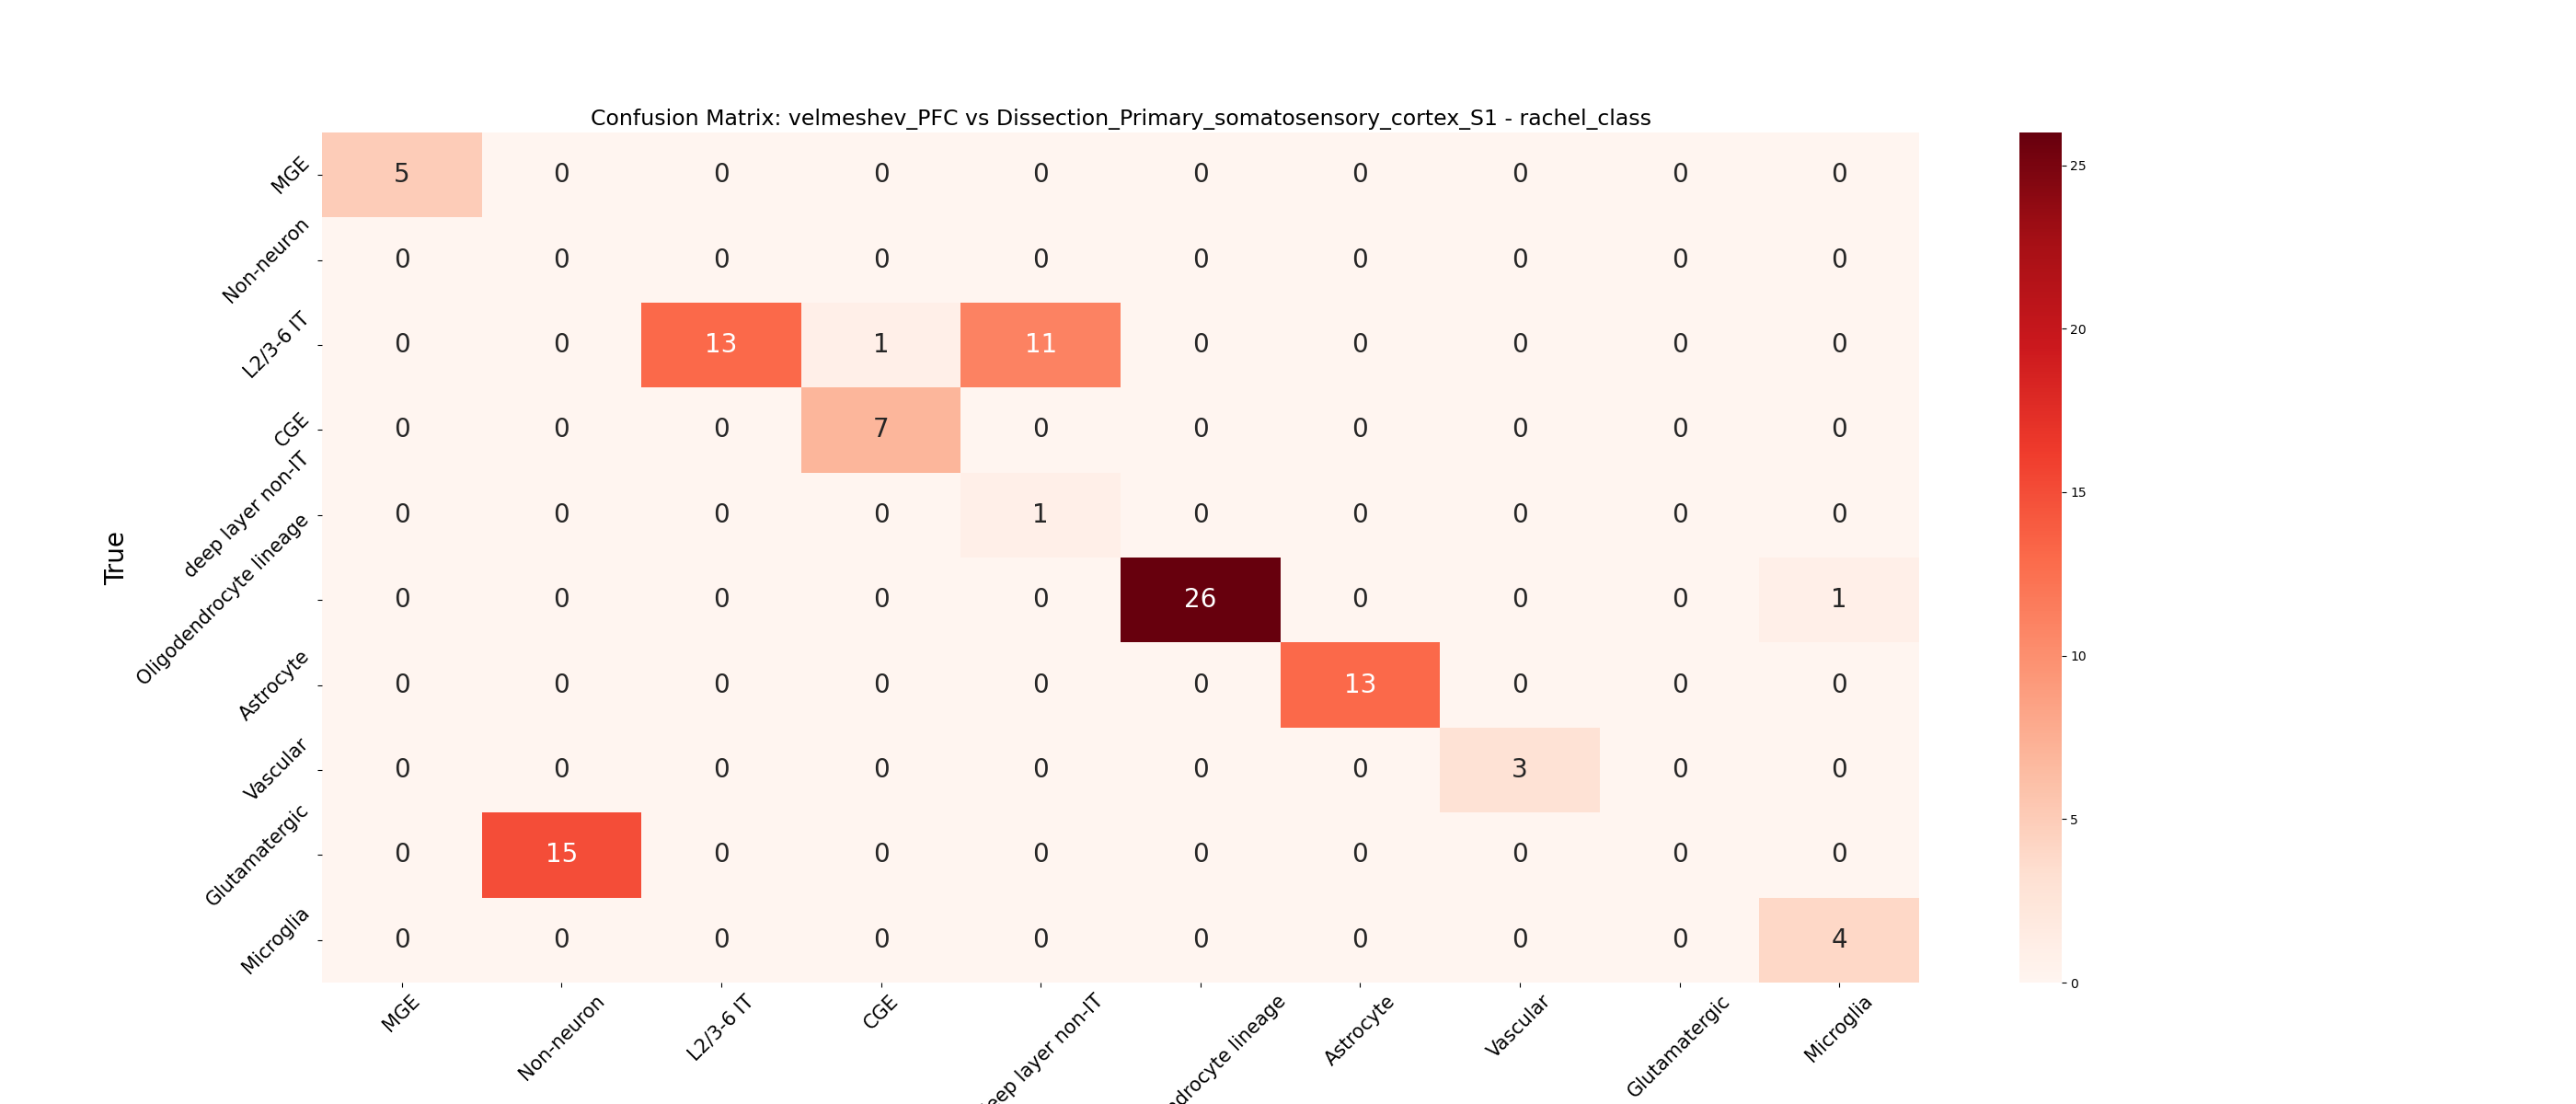 Confusion Matrix: velmeshev_PFC vs Dissection_Primary_somatosensory_cortex_S1 - rachel_class
True
MGE 5 0 0 0 0 0 0 0 0 0
Non-neuron 0 0 0 0 0 0 0 0 0 0
L2/3-6 IT 0 0 13 1 11 0 0 0 0 0
CGE 0 0 0 7 0 0 0 0 0 0
deep layer non-IT 0 0 0 0 1 0 0 0 0 0
Oligodendrocyte lineage 0 0 0 0 0 26 0 0 0 1
Astrocyte 0 0 0 0 0 0 13 0 0 0
Vascular 0 0 0 0 0 0 0 3 0 0
Glutamatergic 0 15 0 0 0 0 0 0 0 0
Microglia 0 0 0 0 0 0 0 0 0 4
MGE Non-neuron L2/3-6 IT CGE layer non-IT lineage Astrocyte Vascular Glutamatergic Microglia
25
20
15
10
5
0